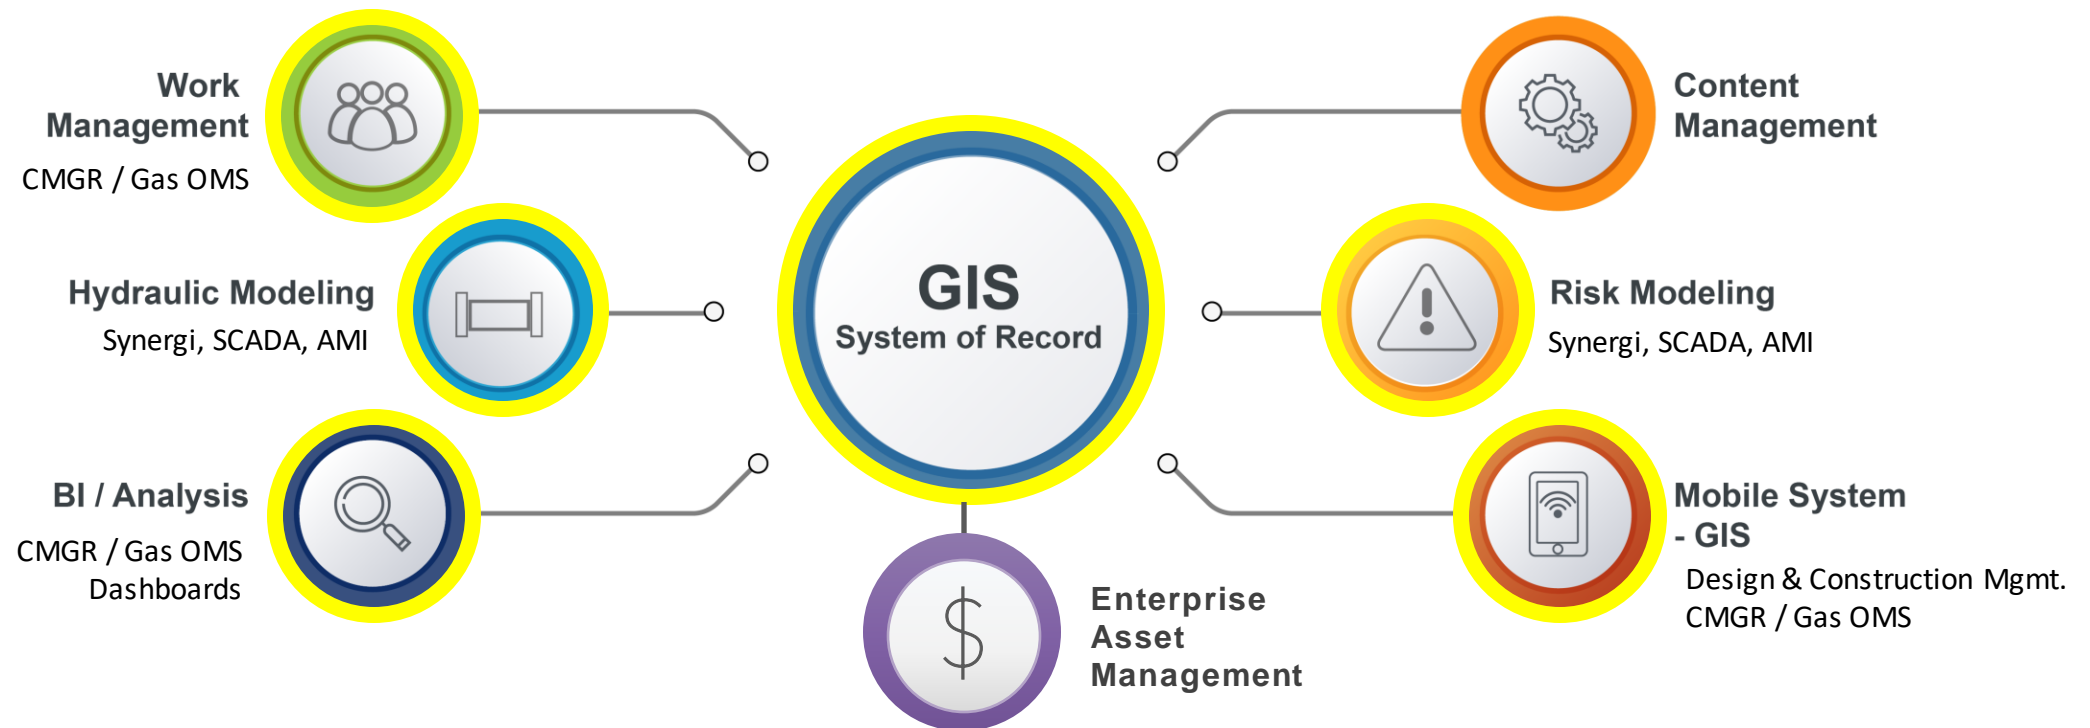 Work
Management
CMGR / Gas OMS
Hydraulic Modeling
Synergi, SCADA, AMI
BI / Analysis
CMGR / Gas OMS
Dashboards
GIS
System of Record
$
Enterprise
Asset
Management
Content
Management
!
Risk Modeling
Synergi, SCADA, AMI
Mobile System
- GIS
Design & Construction Mgmt.
CMGR / Gas OMS